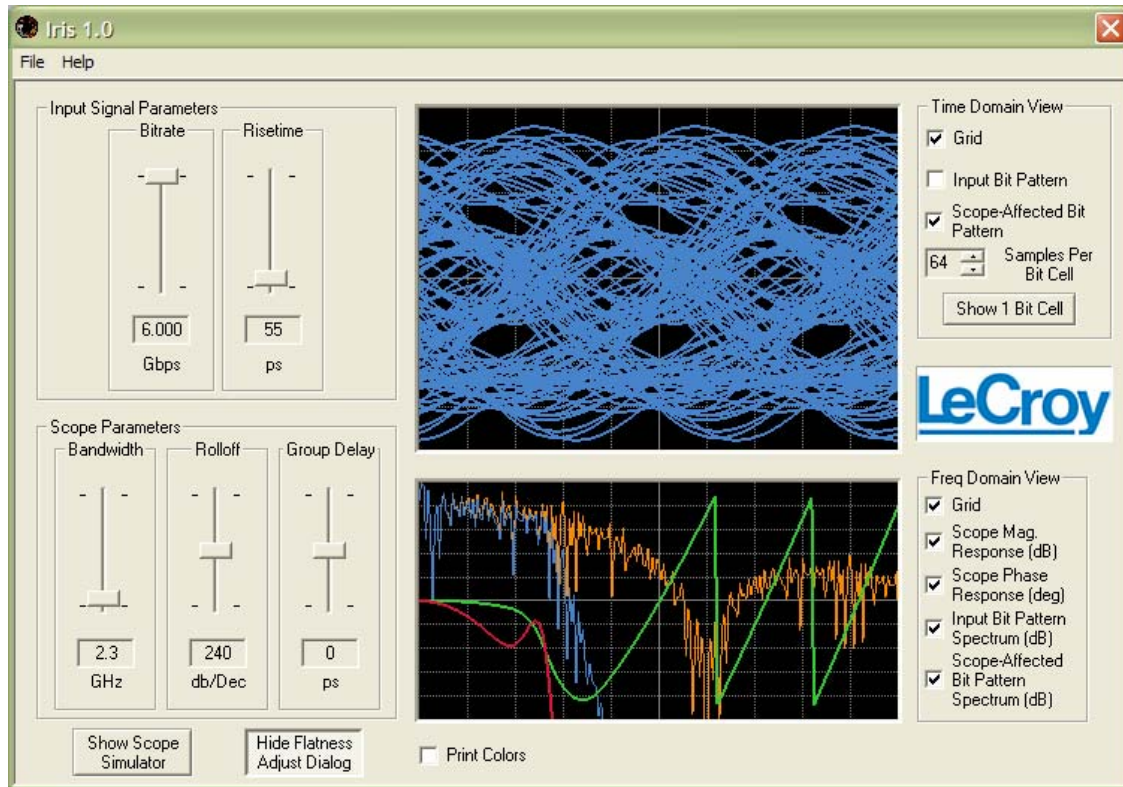 Iris 1.0
File Help
Input Signal Parameters
Bitrate
Risetime
6.000
55
Gbps
ps
Scope Parameters
Bandwidth
Rolloff
Group Delay
2.3
240
0
GHz
db/Dec
ps
Show Scope
Simulator
Hide Flatness
Adjust Dialog
Print Colors
Time Domain View
Grid
Input Bit Pattern
Scope-Affected Bit
Pattern
64
Samples Per
Bit Cell
Show 1 Bit Cell
LeCroy
Freq Domain View
Grid
Scope Mag.
Response (dB)
Scope Phase
Response (deg)
Input Bit Pattern
Spectrum (dB)
Scope-Affected
Bit Pattern
Spectrum (dB)